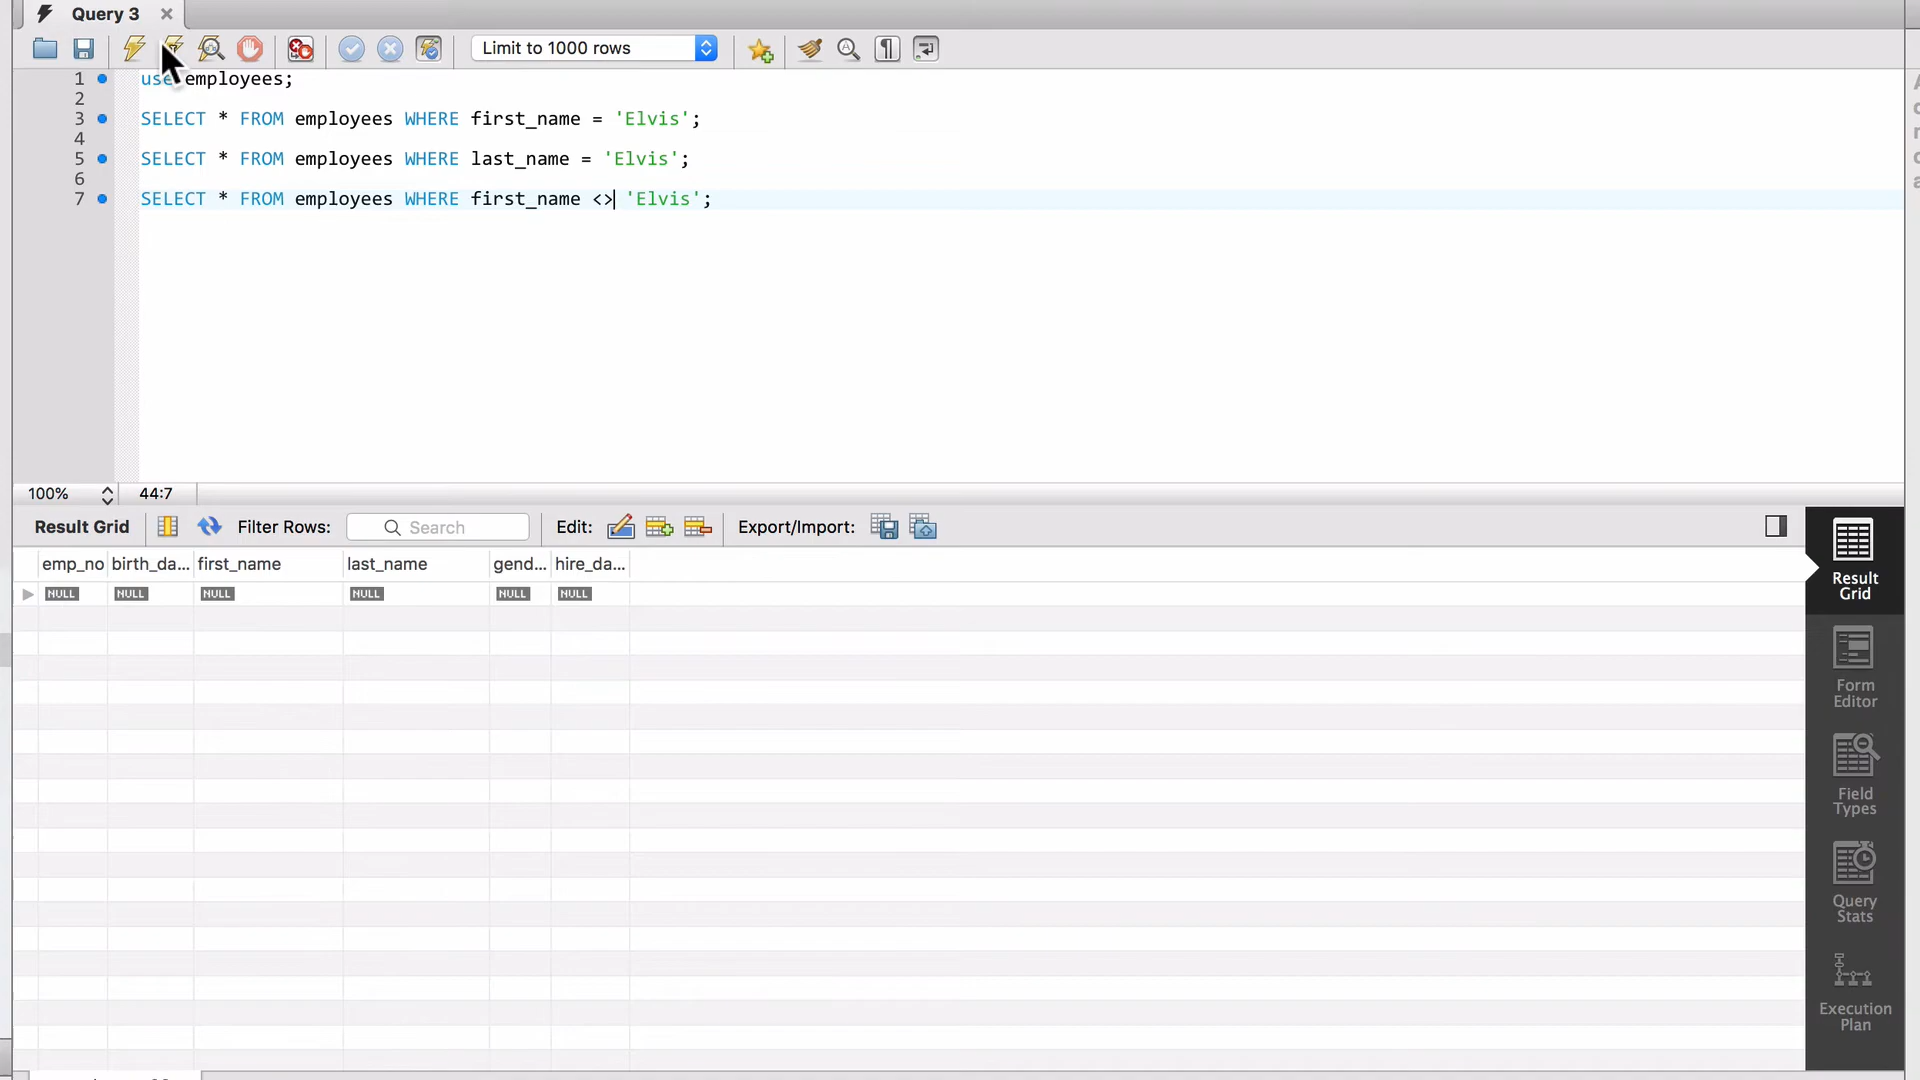 Query 3
Limit to 1000 rows
1 use employees;
2
3 SELECT * FROM employees WHERE first_name = 'Elvis';
4
5 SELECT * FROM employees WHERE last_name = 'Elvis';
6
7 SELECT * FROM employees WHERE first_name <> 'Elvis';
100% 44:7
Result Grid Filter Rows: Search Edit: Export/Import:
emp_no birth_da... first_name last_name gend... hire_da...
NULL NULL NULL NULL NULL NULL
Result
Grid
Form
Editor
Field
Types
Query
Stats
Execution
Plan